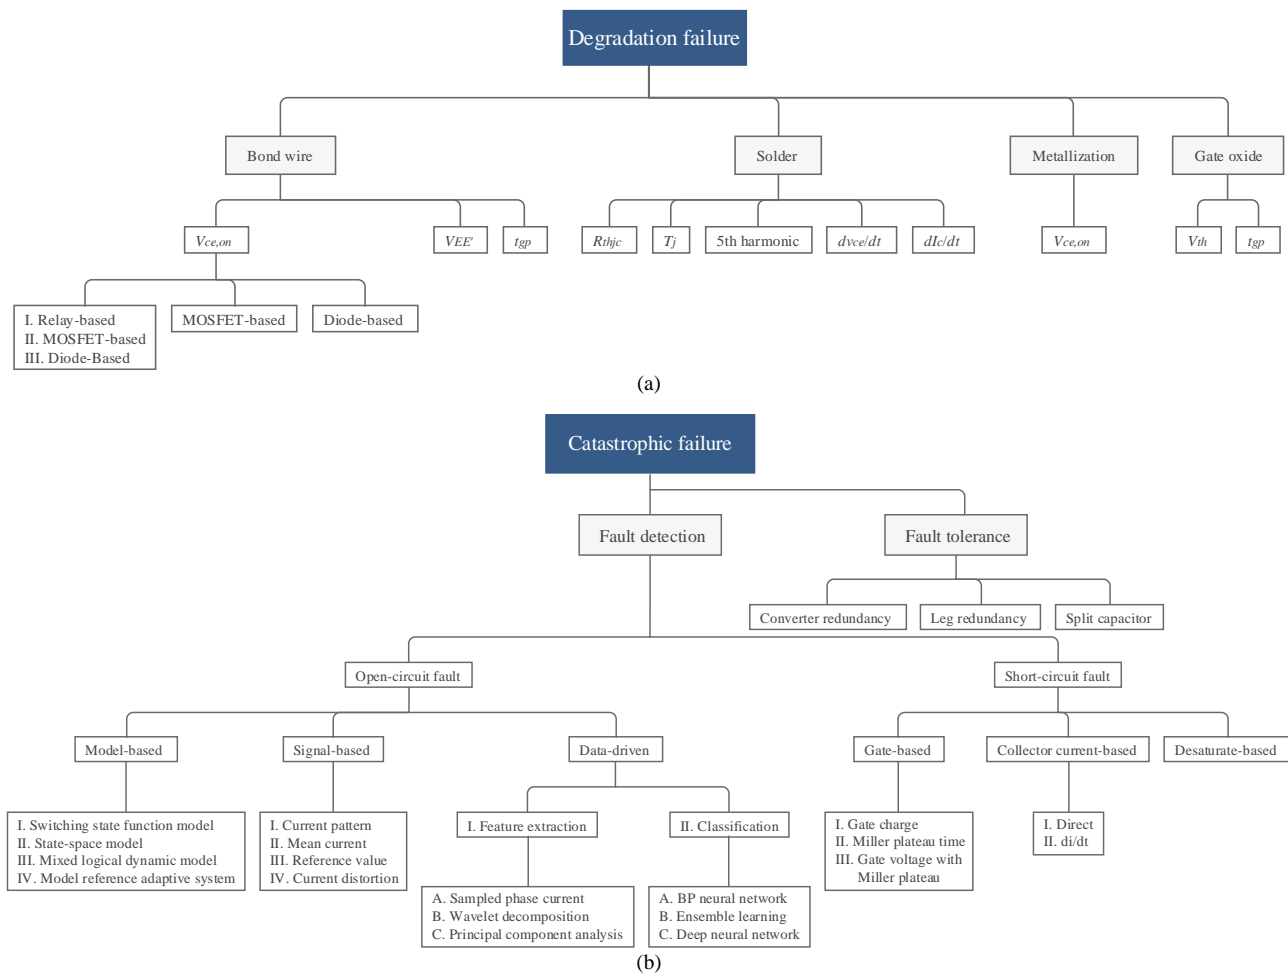 Degradation failure
Bond wire
Solder
Metallization
Gate oxide
Vce,on
VEE'
tgp
Rthjc
Tj
5th harmonic
dvce/dt
dIc/dt
Vce,on
Vth
tgp
I. Relay-based
II. MOSFET-based
III. Diode-Based
MOSFET-based
Diode-based
(a)
Catastrophic failure
Fault detection
Fault tolerance
Converter redundancy
Leg redundancy
Split capacitor
Open-circuit fault
Short-circuit fault
Model-based
Signal-based
Data-driven
Gate-based
Collector current-based
Desaturate-based
I. Switching state function model
II. State-space model
III. Mixed logical dynamic model
IV. Model reference adaptive system
I. Current pattern
II. Mean current
III. Reference value
IV. Current distortion
I. Feature extraction
II. Classification
I. Gate charge
II. Miller plateau time
III. Gate voltage with
Miller plateau
I. Direct
II. di/dt
A. Sampled phase current
B. Wavelet decomposition
C. Principal component analysis
A. BP neural network
B. Ensemble learning
C. Deep neural network
(b)